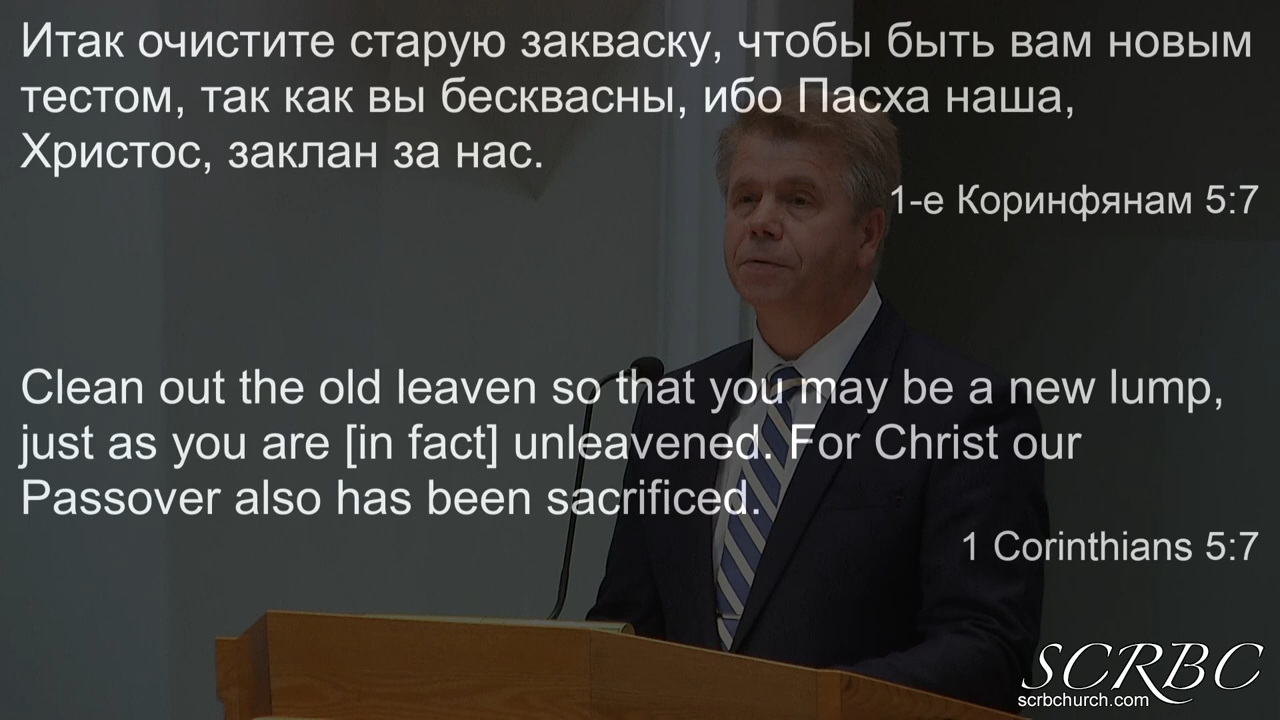 Итак очистите старую закваску, чтобы быть вам новым
тестом, так как вы бесквасны, ибо Пасха наша,
Христос, заклан за нас.
1-е Коринфянам 5:7
Clean out the old leaven so that you may be a new lump,
just as you are [in fact] unleavened. For Christ our
Passover also has been sacrificed.
1 Corinthians 5:7
SCRBC
scrbchurch.com